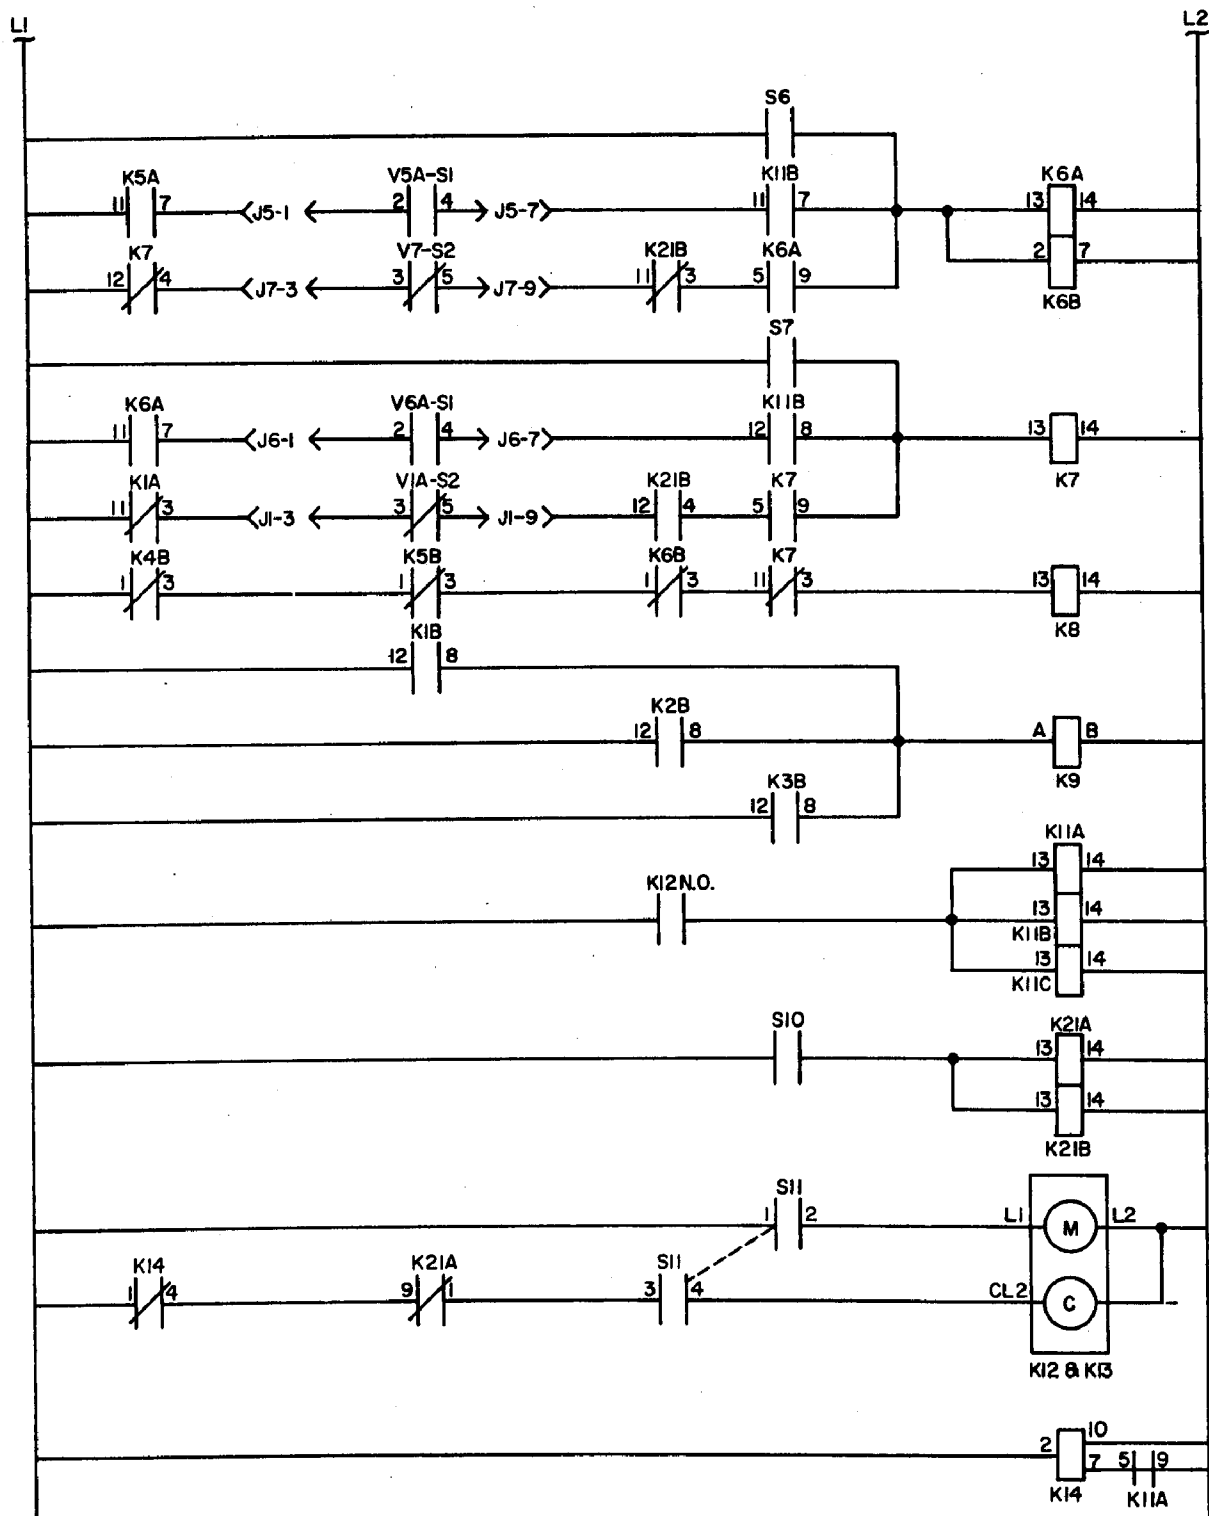 L1 L2
S6
K5A V5A-S1 K11B K6A
11 7 J5-1 2 4 J5-7 11 7 13 14
K7 V7-S2 K21B K6A
12 4 J7-3 3 5 J7-9 11 3 5 9 2 7
K6B
S7
K6A V6A-S1 K11B
11 7 J6-1 2 4 J6-7 12 8 13 14
K7
K1A V1A-S2 K21B K7
11 3 J1-3 3 5 J1-9 12 4 5 9
K4B K5B K6B K7
1 3 1 3 1 3 11 3 13 14
K8
K1B
12 8
K2B
12 8 A B
K9
K3B
12 8
K11A
13 14
K12 N.O.
13 14
K11B
13 14
K11C
S10 K21A
13 14
13 14
K21B
S11
1 2 L1 M L2
K14 K21A S11
1 4 9 1 3 4 CL2 C
K12 & K13
10
2 7 5 9
K14 K11A